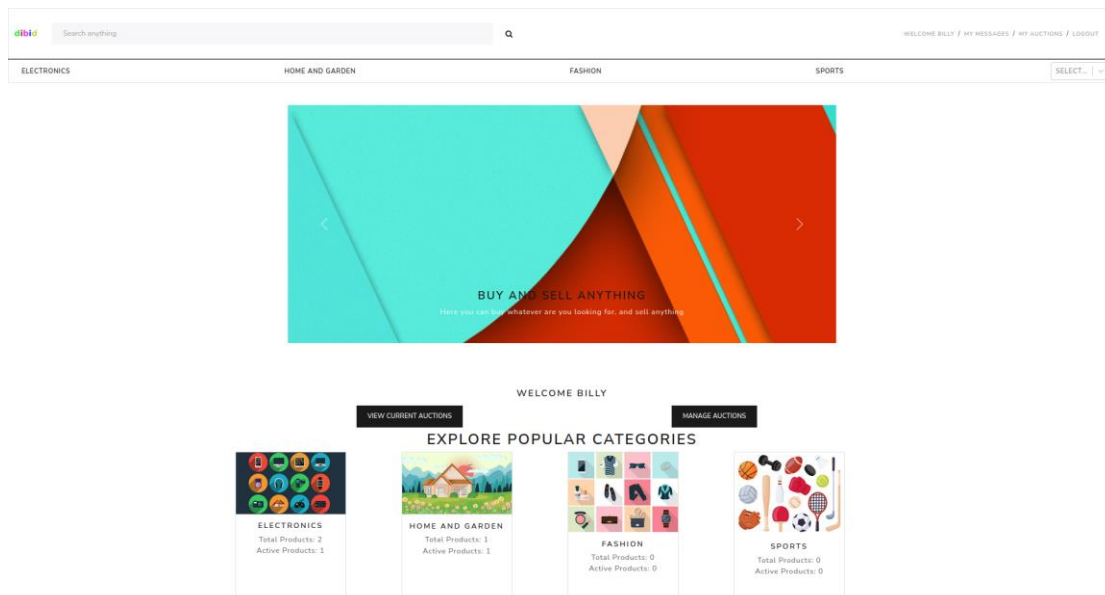 dibid
Search anything
WELCOME BILLY / MY MESSAGES / MY AUCTIONS / LOGOUT
ELECTRONICS
HOME AND GARDEN
FASHION
SPORTS
SELECT...
BUY AND SELL ANYTHING
Here you can buy whatever are you looking for, and sell anything
WELCOME BILLY
VIEW CURRENT AUCTIONS
MANAGE AUCTIONS
EXPLORE POPULAR CATEGORIES
ELECTRONICS
Total Products: 2
Active Products: 1
HOME AND GARDEN
Total Products: 1
Active Products: 1
FASHION
Total Products: 0
Active Products: 0
SPORTS
Total Products: 0
Active Products: 0